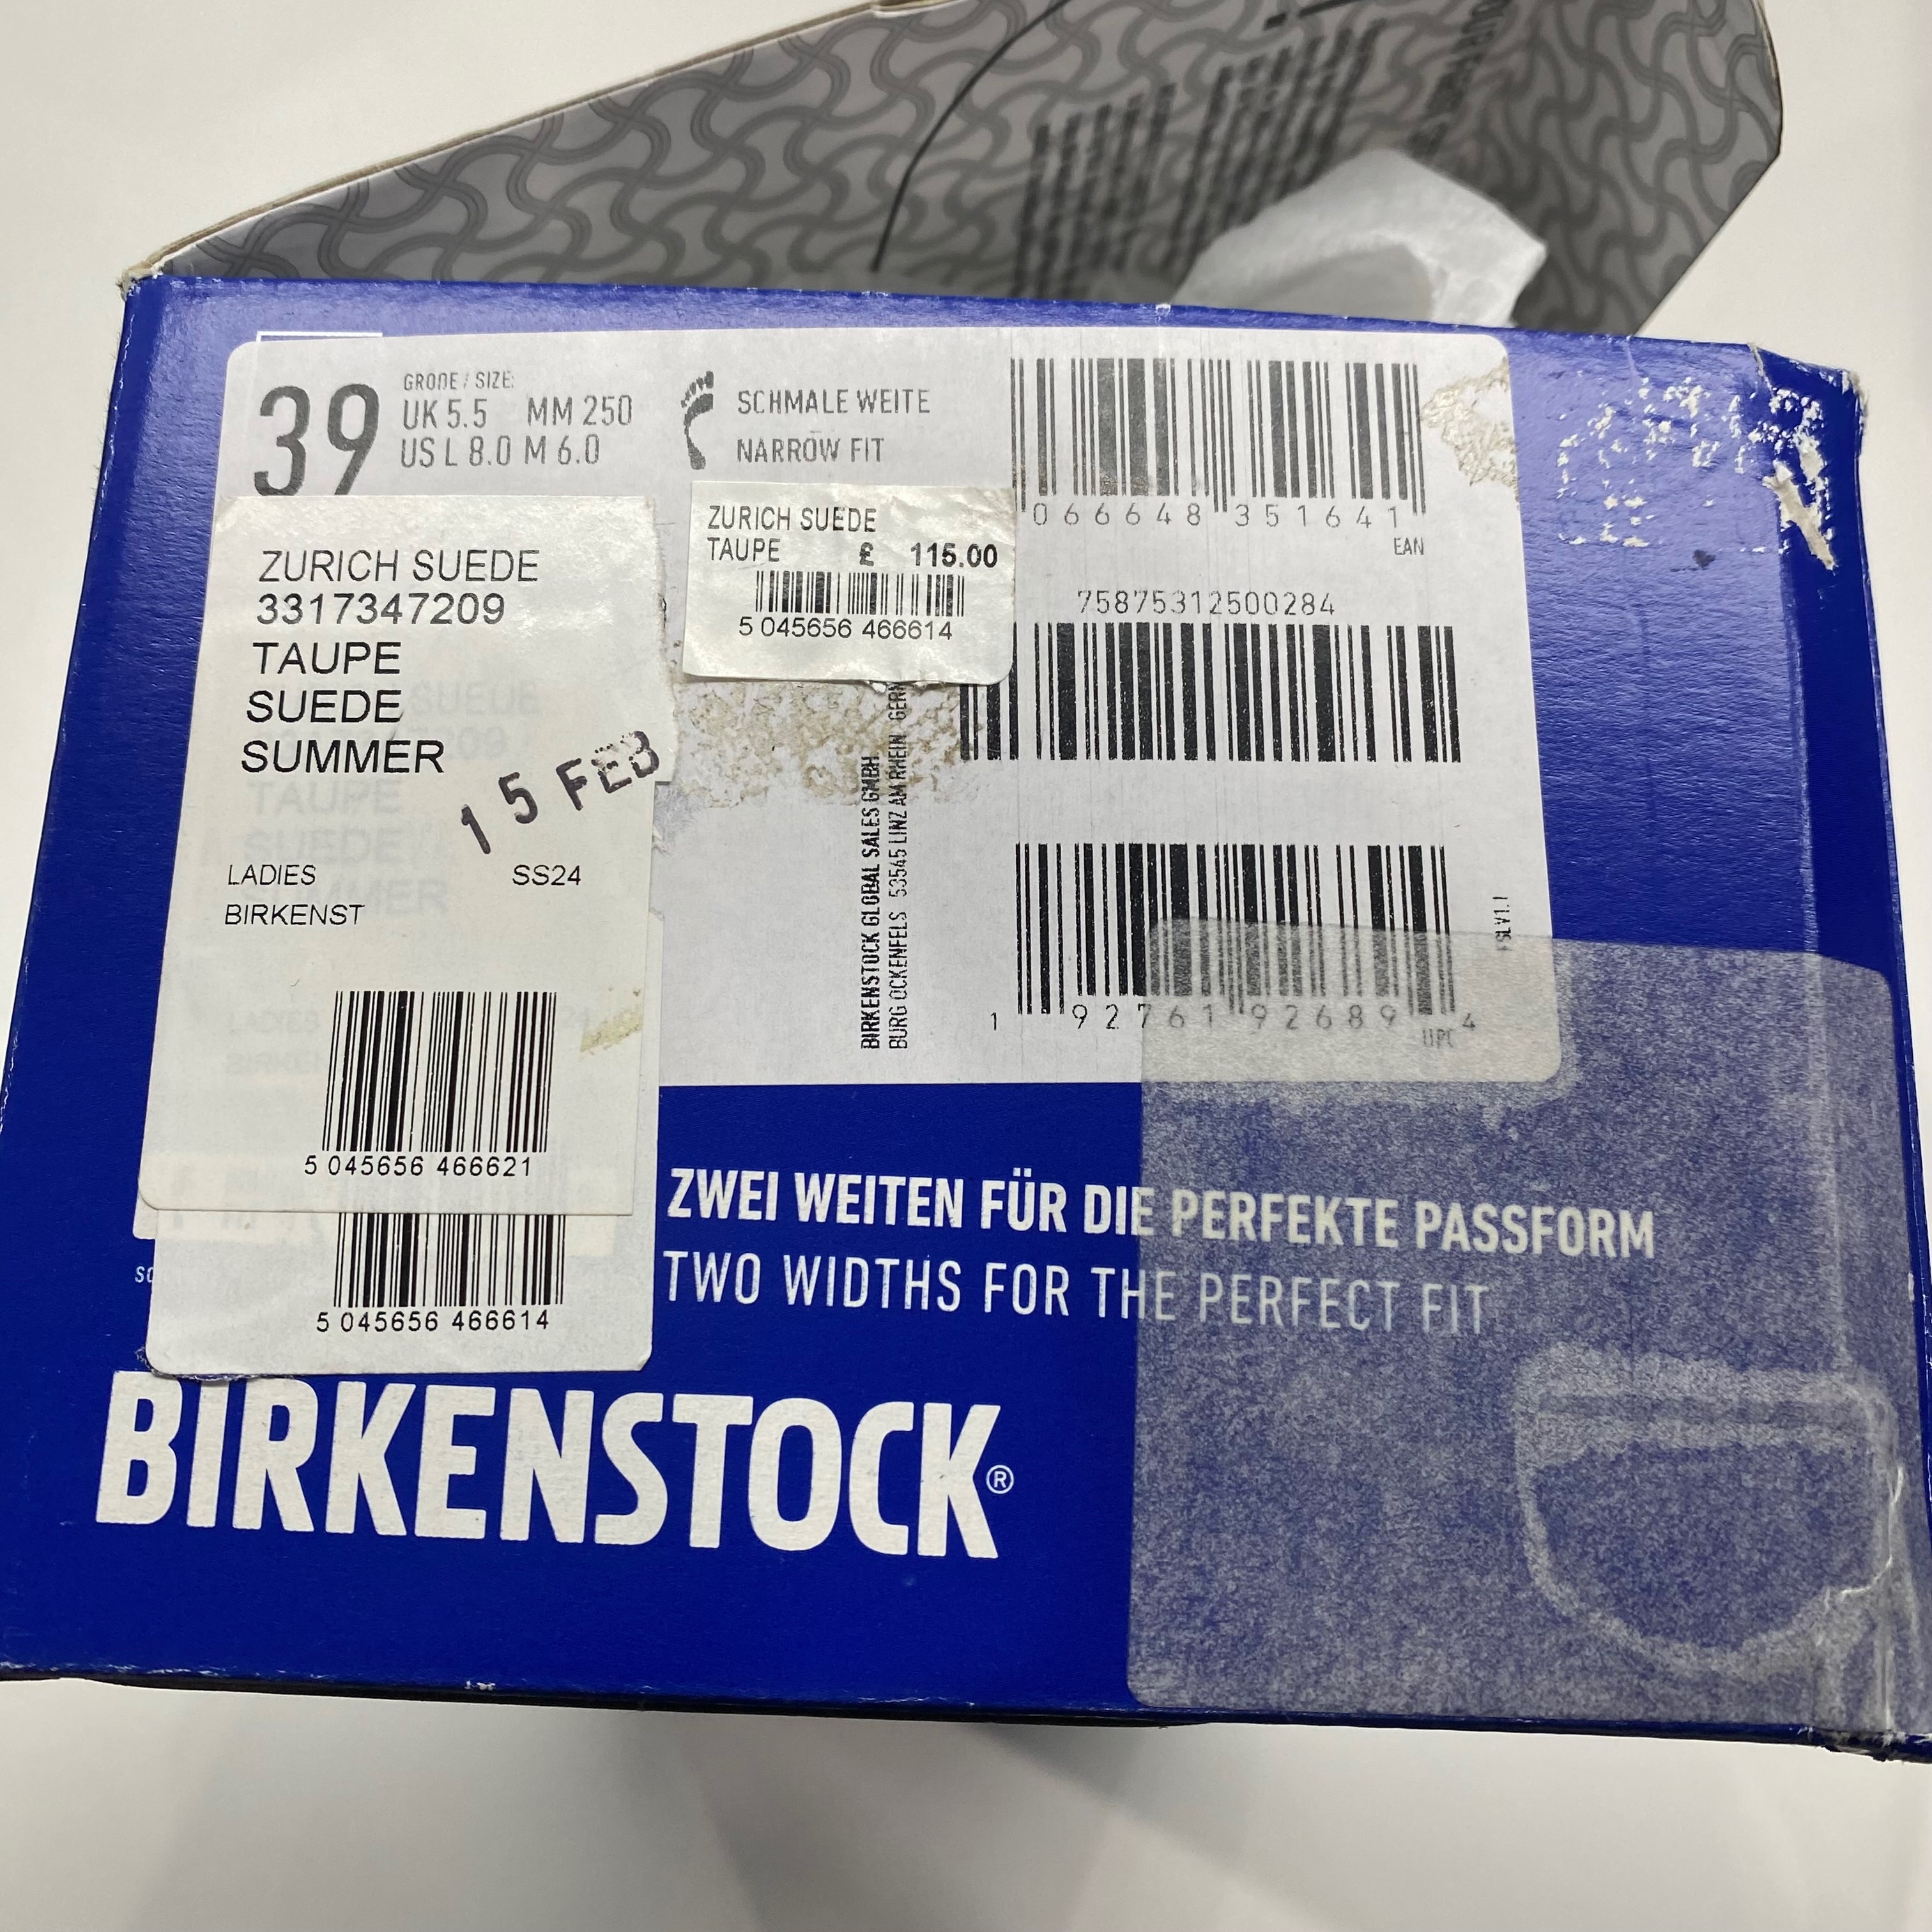 39
GRÖßE / SIZE:
UK 5.5 MM 250
US L 8.0 M 6.0
SCHMALE WEITE
NARROW FIT
066648 351641
EAN
ZURICH SUEDE
TAUPE £ 115.00
5 045656 466614
75875312500284
ZURICH SUEDE
3317347209
TAUPE
SUEDE
SUMMER
15 FEB
LADIES SS24
BIRKENST
5 045656 466621
5 045656 466614
BIRKENSTOCK GLOBAL SALES GMBH
BURG OCKENFELS 53545 LINZ AM RHEIN
1 92761 92689 4
UPC
ZWEI WEITEN FÜR DIE PERFEKTE PASSFORM
TWO WIDTHS FOR THE PERFECT FIT
BIRKENSTOCK®